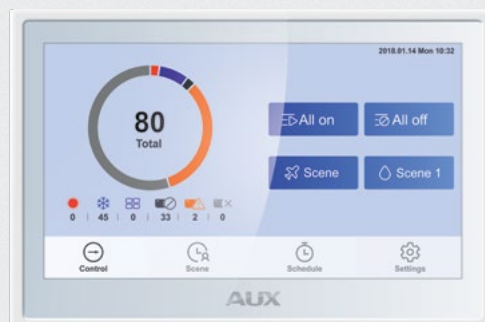 2018.01.14 Mon 10:32
80
Total
All on
All off
Scene
Scene 1
0 | 45 | 0 | 33 | 2 | 0
Control
Scene
Schedule
Settings
AUX